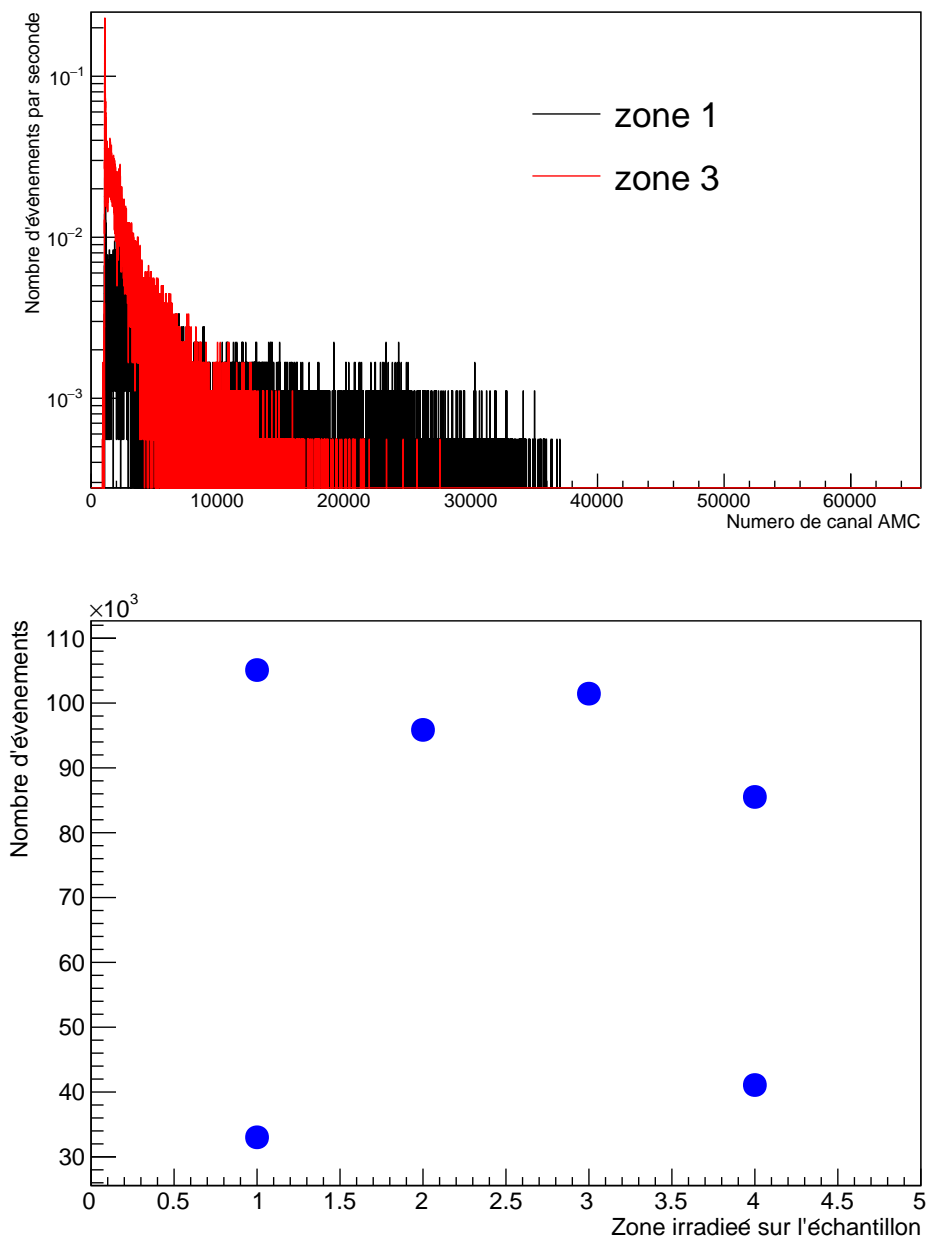 Nombre d'événements par seconde
10⁻¹
10⁻²
10⁻³
zone 1
zone 3
0 10000 20000 30000 40000 50000 60000
Numero de canal AMC
×10³
Nombre d'événements
110
100
90
80
70
60
50
40
30
0 0.5 1 1.5 2 2.5 3 3.5 4 4.5 5
Zone irradieé sur l'échantillon